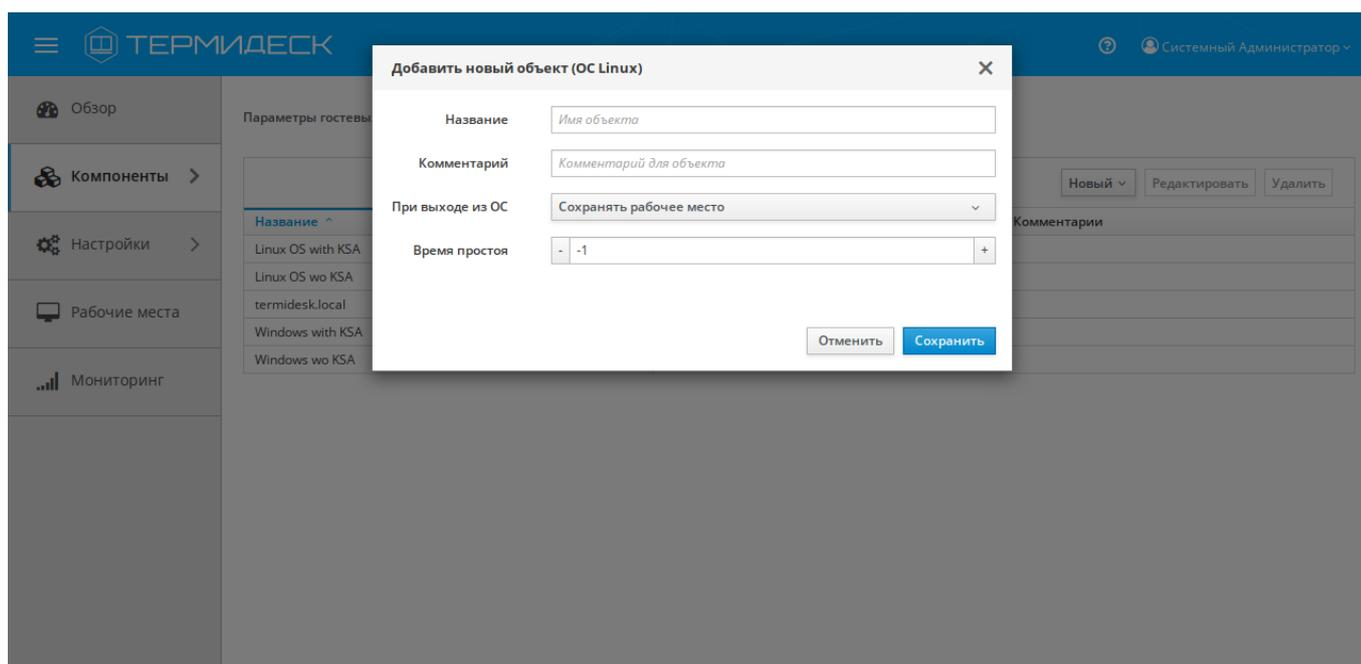 ТЕРМИДЕСК
Системный Администратор
Добавить новый объект (ОС Linux)
Обзор
Параметры гостевы
Название
Имя объекта
Компоненты
Комментарий
Комментарий для объекта
Новый
Редактировать
Удалить
При выходе из ОС
Сохранять рабочее место
Название
Комментарии
Настройки
Linux OS with KSA
Время простоя
- -1 +
Linux OS wo KSA
Рабочие места
termidesk.local
Windows with KSA
Отменить
Сохранить
Windows wo KSA
Мониторинг